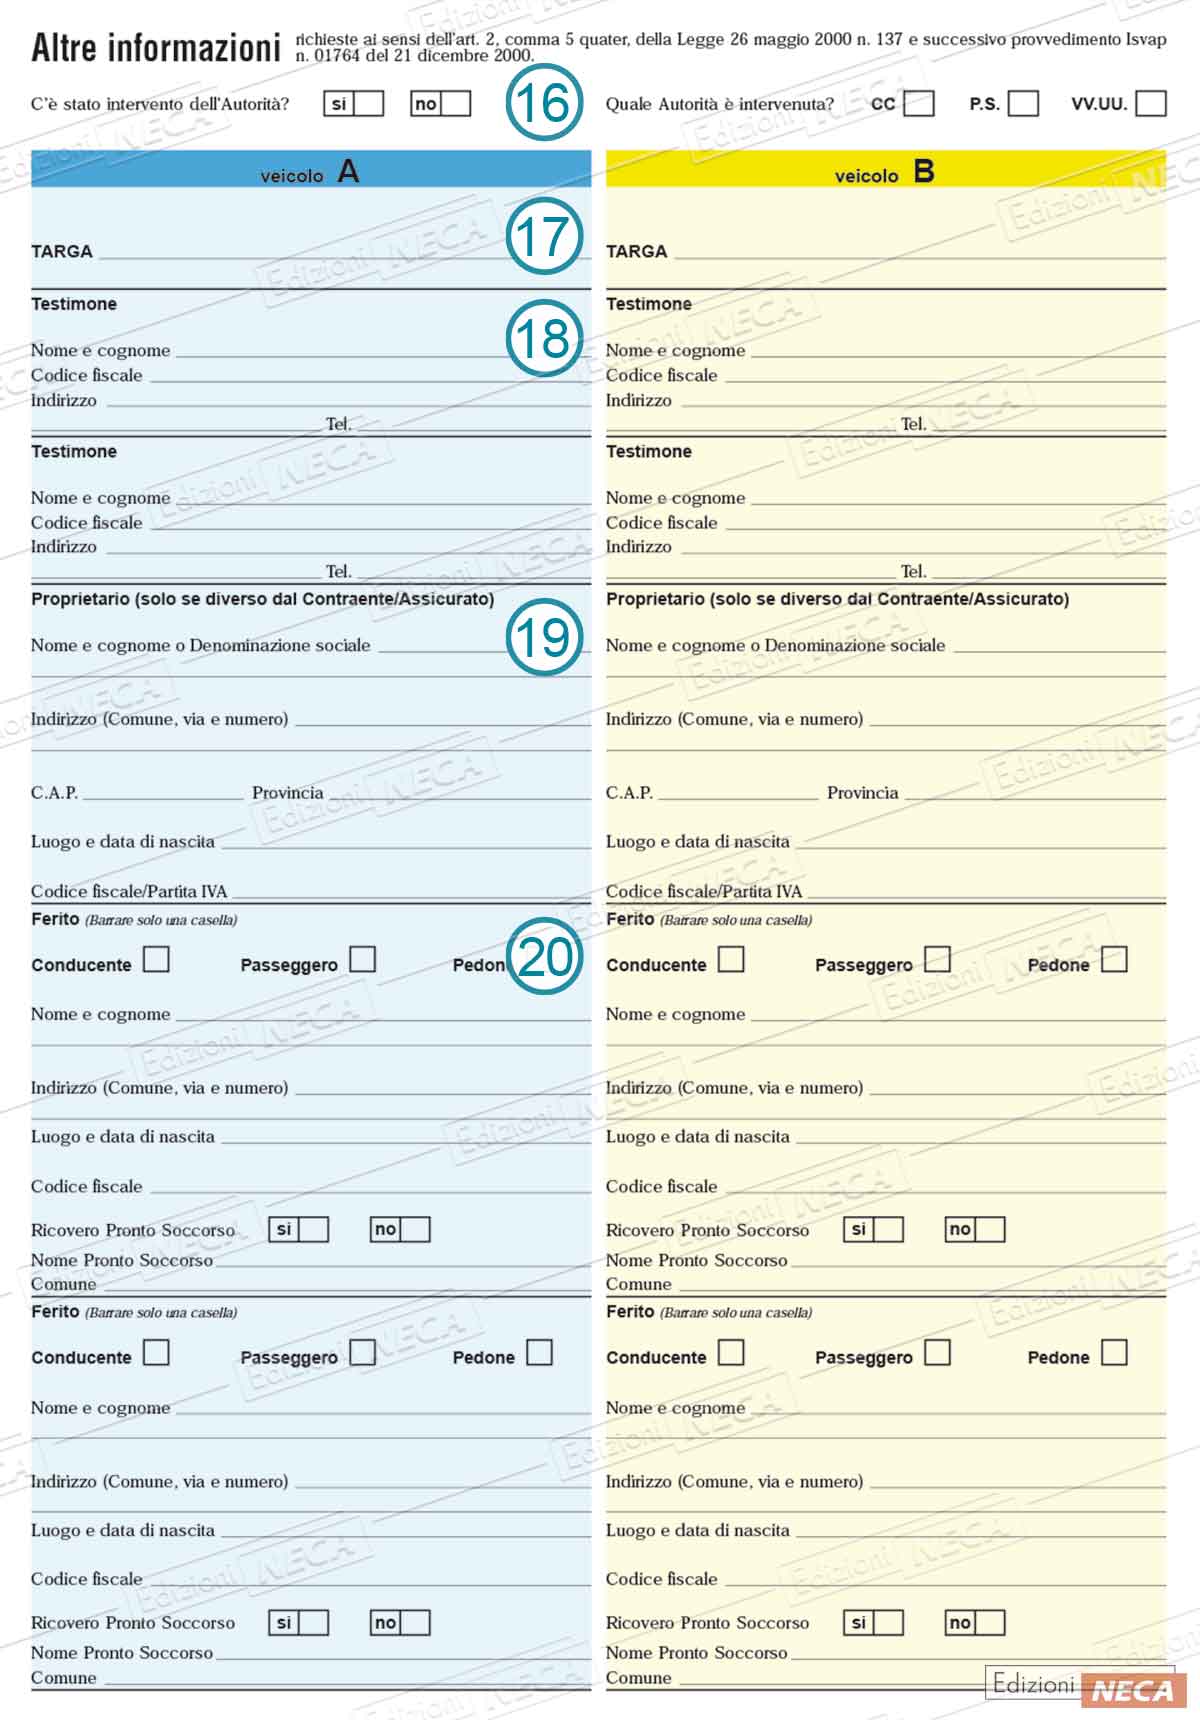 Altre informazioni richieste ai sensi dell'art. 2, comma 5 quater, della Legge 26 maggio 2000 n. 137 e successivo provvedimento Isvap
n. 01764 del 21 dicembre 2000.
C'è stato intervento dell'Autorità? si no 16 Quale Autorità è intervenuta? CC P.S. VV.UU.
veicolo A
17
TARGA
Testimone
18
Nome e cognome
Codice fiscale
Indirizzo
Tel.
Testimone
Nome e cognome
Codice fiscale
Indirizzo
Tel.
Proprietario (solo se diverso dal Contraente/Assicurato)
19
Nome e cognome o Denominazione sociale
Indirizzo (Comune, via e numero)
C.A.P. Provincia
Luogo e data di nascita
Codice fiscale/Partita IVA
Ferito (Barrare solo una casella)
20
Conducente Passeggero Pedon
Nome e cognome
Indirizzo (Comune, via e numero)
Luogo e data di nascita
Codice fiscale
Ricovero Pronto Soccorso si no
Nome Pronto Soccorso
Comune
Ferito (Barrare solo una casella)
Conducente Passeggero Pedone
Nome e cognome
Indirizzo (Comune, via e numero)
Luogo e data di nascita
Codice fiscale
Ricovero Pronto Soccorso si no
Nome Pronto Soccorso
Comune
veicolo B
TARGA
Testimone
Nome e cognome
Codice fiscale
Indirizzo
Tel.
Testimone
Nome e cognome
Codice fiscale
Indirizzo
Tel.
Proprietario (solo se diverso dal Contraente/Assicurato)
Nome e cognome o Denominazione sociale
Indirizzo (Comune, via e numero)
C.A.P. Provincia
Luogo e data di nascita
Codice fiscale/Partita IVA
Ferito (Barrare solo una casella)
Conducente Passeggero Pedone
Nome e cognome
Indirizzo (Comune, via e numero)
Luogo e data di nascita
Codice fiscale
Ricovero Pronto Soccorso si no
Nome Pronto Soccorso
Comune
Ferito (Barrare solo una casella)
Conducente Passeggero Pedone
Nome e cognome
Indirizzo (Comune, via e numero)
Luogo e data di nascita
Codice fiscale
Ricovero Pronto Soccorso si no
Nome Pronto Soccorso
Comune
Edizioni NECA